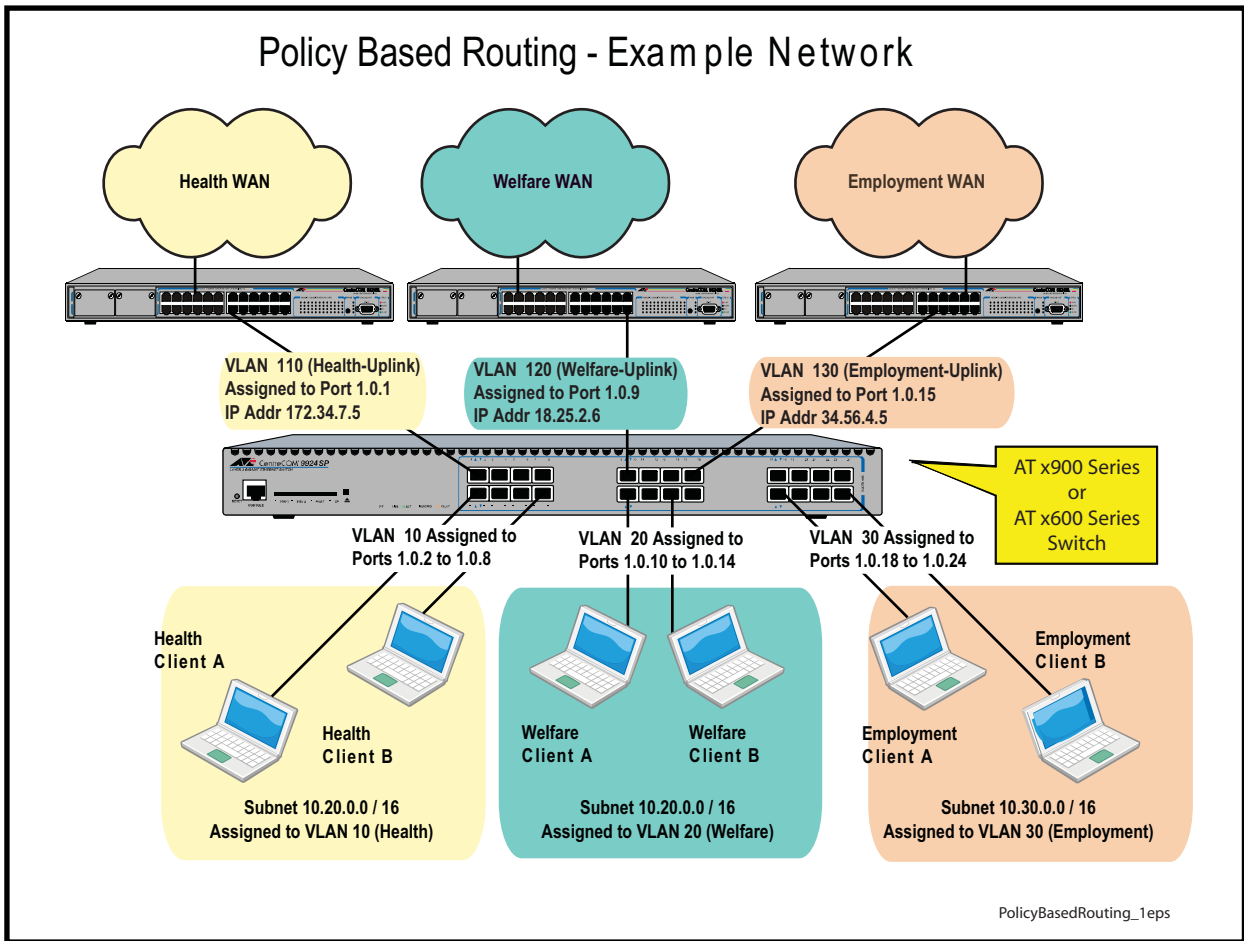 Policy Based Routing - Example Network
Health WAN
Welfare WAN
Employment WAN
VLAN 110 (Health-Uplink)
Assigned to Port 1.0.1
IP Addr 172.34.7.5
VLAN 120 (Welfare-Uplink)
Assigned to Port 1.0.9
IP Addr 18.25.2.6
VLAN 130 (Employment-Uplink)
Assigned to Port 1.0.15
IP Addr 34.56.4.5
CentreCOM 9924SP
AT x900 Series
or
AT x600 Series
Switch
VLAN 10 Assigned to
Ports 1.0.2 to 1.0.8
VLAN 20 Assigned to
Ports 1.0.10 to 1.0.14
VLAN 30 Assigned to
Ports 1.0.18 to 1.0.24
Health
Client A
Health
Client B
Subnet 10.20.0.0 / 16
Assigned to VLAN 10 (Health)
Welfare
Client A
Welfare
Client B
Subnet 10.20.0.0 / 16
Assigned to VLAN 20 (Welfare)
Employment
Client A
Employment
Client B
Subnet 10.30.0.0 / 16
Assigned to VLAN 30 (Employment)
PolicyBasedRouting_1eps